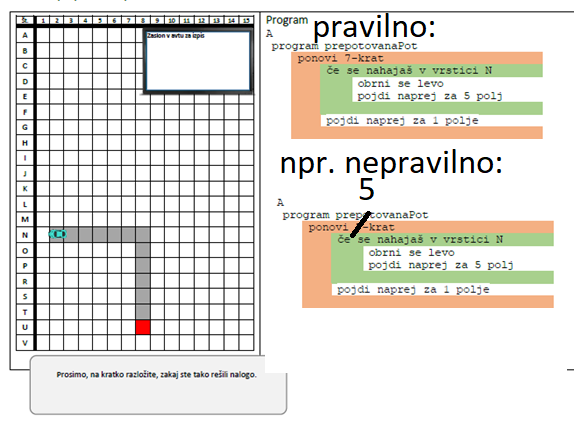 Št. 1 2 3 4 5 6 7 8 9 10 11 12 13 14 15
A
B
C
D
E
F
G
H
I
J
K
L
M
N
O
P
R
S
T
U
V
Zaslon v avtu za izpis
Prosimo, na kratko razložite, zakaj ste tako rešili nalogo.
Program
pravilno:
A
program prepotovanaPot
ponovi 7-krat
če se nahajaš v vrstici N
obrni se levo
pojdi naprej za 5 polj
pojdi naprej za 1 polje
npr. nepravilno:
5
A
program prepotovanaPot
ponovi 7-krat
če se nahajaš v vrstici N
obrni se levo
pojdi naprej za 5 polj
pojdi naprej za 1 polje